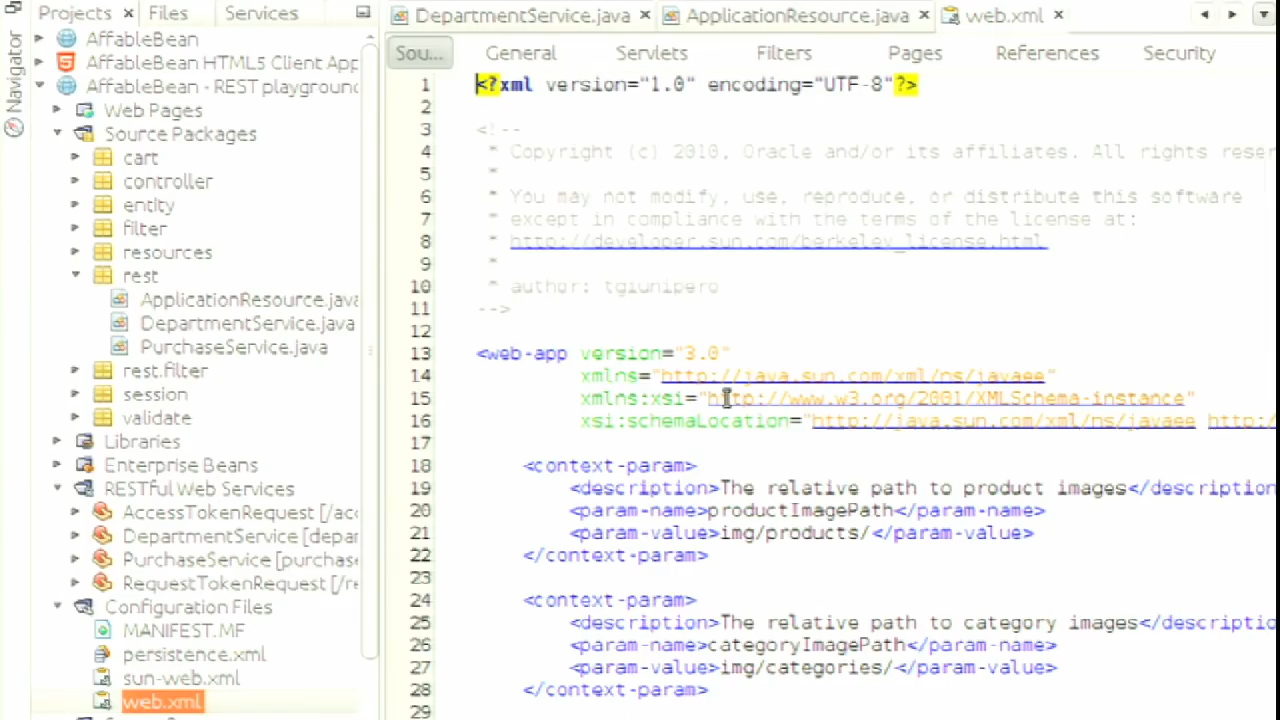 Projects
Files
Services
Navigator
AffableBean
AffableBean HTML5 Client App
AffableBean - REST playground
Web Pages
Source Packages
cart
controller
entity
filter
resources
rest
ApplicationResource.java
DepartmentService.java
PurchaseService.java
rest.filter
session
validate
Libraries
Enterprise Beans
RESTful Web Services
AccessTokenRequest [/acc
DepartmentService [depar
PurchaseService [purchase
RequestTokenRequest [/re
Configuration Files
MANIFEST.MF
persistence.xml
sun-web.xml
web.xml
DepartmentService.java
ApplicationResource.java
web.xml
Sou...
General
Servlets
Filters
Pages
References
Security
1 <?xml version="1.0" encoding="UTF-8"?>
2
3 <!--
4 * Copyright (c) 2010, Oracle and/or its affiliates. All rights reser
5 *
6 * You may not modify, use, reproduce, or distribute this software
7 * except in compliance with the terms of the license at:
8 * http://developer.sun.com/berkeley_license.html
9 *
10 * author: tgiunipero
11 -->
12
13 <web-app version="3.0"
14 xmlns="http://java.sun.com/xml/ns/javaee"
15 xmlns:xsi="http://www.w3.org/2001/XMLSchema-instance"
16 xsi:schemaLocation="http://java.sun.com/xml/ns/javaee http:/
17
18 <context-param>
19 <description>The relative path to product images</description
20 <param-name>productImagePath</param-name>
21 <param-value>img/products/</param-value>
22 </context-param>
23
24 <context-param>
25 <description>The relative path to category images</descriptio
26 <param-name>categoryImagePath</param-name>
27 <param-value>img/categories/</param-value>
28 </context-param>
29